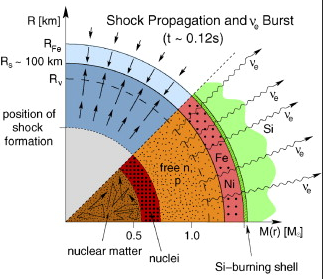 R [km]
Shock Propagation and νe Burst
(t ~ 0.12s)
RFe
Rs ~ 100 km
Rν
νe
νe
νe
νe
νe
position of
shock
formation
Si
free n,
p
Fe
Ni
0.5
1.0
M(r) [M☉]
nuclear matter
nuclei
Si−burning shell